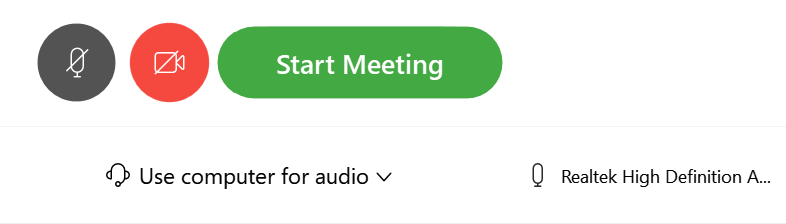 Start Meeting
Use computer for audio
Realtek High Definition A...